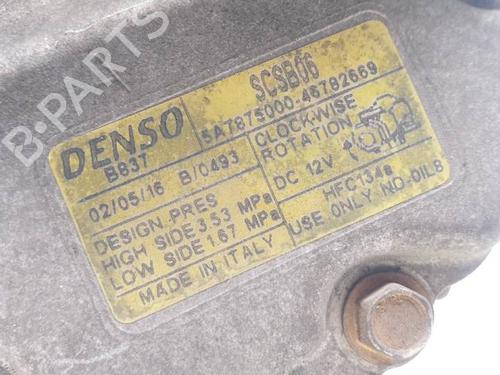 B-PARTS
DENSO
SCSB06
B837
5A7875000-46782669
02/05/16 B/0493
CLOCK-WISE
ROTATION
DC 12V
DESIGN PRES
HIGH SIDE 3.53 MPa
LOW SIDE 1.67 MPa
HFC134a
USE ONLY ND-OIL8
MADE IN ITALY